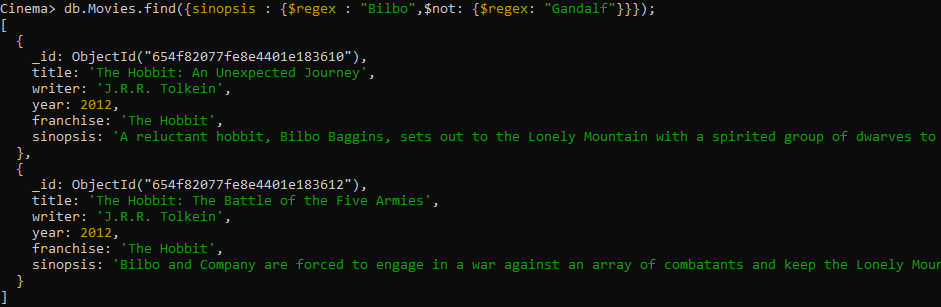 Cinema> db.Movies.find({sinopsis : {$regex : "Bilbo",$not: {$regex: "Gandalf"}}});
[
  {
    _id: ObjectId("654f82077fe8e4401e183610"),
    title: 'The Hobbit: An Unexpected Journey',
    writer: 'J.R.R. Tolkein',
    year: 2012,
    franchise: 'The Hobbit',
    sinopsis: 'A reluctant hobbit, Bilbo Baggins, sets out to the Lonely Mountain with a spirited group of dwarves to
  },
  {
    _id: ObjectId("654f82077fe8e4401e183612"),
    title: 'The Hobbit: The Battle of the Five Armies',
    writer: 'J.R.R. Tolkein',
    year: 2012,
    franchise: 'The Hobbit',
    sinopsis: 'Bilbo and Company are forced to engage in a war against an array of combatants and keep the Lonely Moun
  }
]